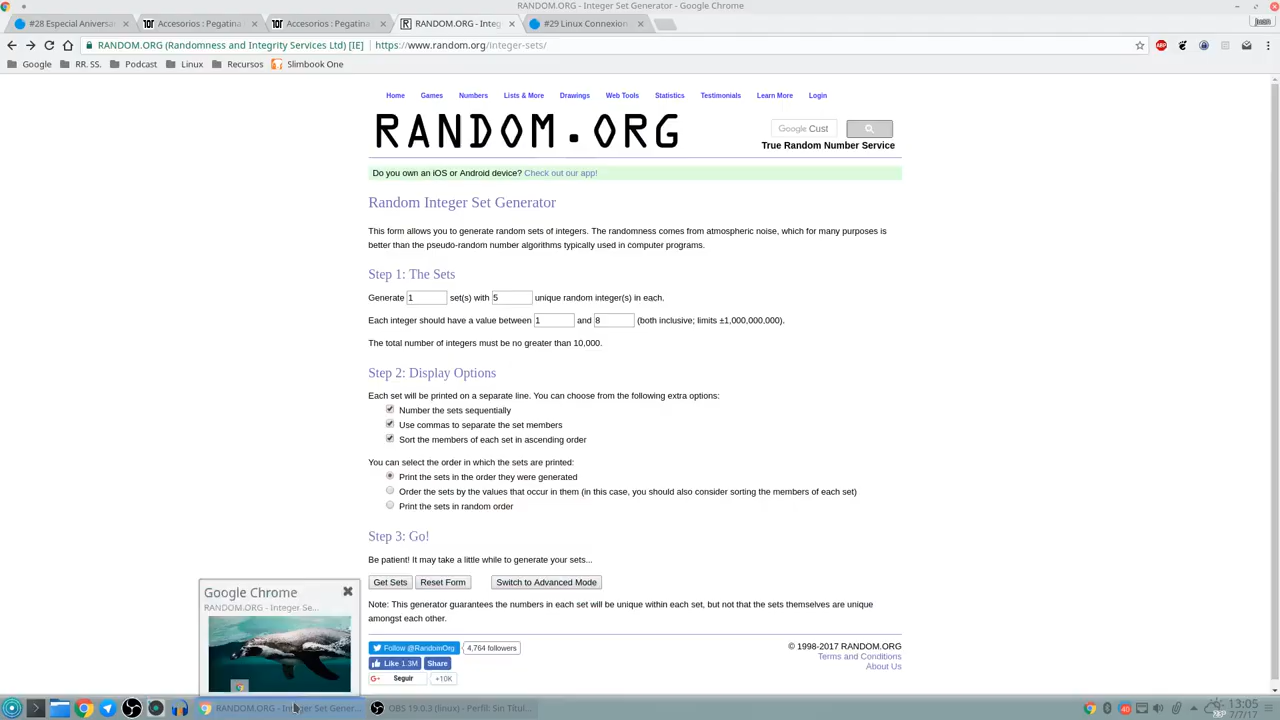 RANDOM.ORG - Integer Set Generator - Google Chrome
#28 Especial Aniversa
Accesorios : Pegatina
Accesorios : Pegatina
RANDOM.ORG - Integ
#29 Linux Connexion
Juan
RANDOM.ORG (Randomness and Integrity Services Ltd) [IE]
https://www.random.org/integer-sets/
Google
RR. SS.
Podcast
Linux
Recursos
Slimbook One
Home
Games
Numbers
Lists & More
Drawings
Web Tools
Statistics
Testimonials
Learn More
Login
RANDOM.ORG
Google Cust
True Random Number Service
Do you own an iOS or Android device? Check out our app!
Random Integer Set Generator
This form allows you to generate random sets of integers. The randomness comes from atmospheric noise, which for many purposes is
better than the pseudo-random number algorithms typically used in computer programs.
Step 1: The Sets
Generate 1 set(s) with 5 unique random integer(s) in each.
Each integer should have a value between 1 and 8 (both inclusive; limits ±1,000,000,000).
The total number of integers must be no greater than 10,000.
Step 2: Display Options
Each set will be printed on a separate line. You can choose from the following extra options:
Number the sets sequentially
Use commas to separate the set members
Sort the members of each set in ascending order
You can select the order in which the sets are printed:
Print the sets in the order they were generated
Order the sets by the values that occur in them (in this case, you should also consider sorting the members of each set)
Print the sets in random order
Step 3: Go!
Be patient! It may take a little while to generate your sets...
Get Sets
Reset Form
Switch to Advanced Mode
Note: This generator guarantees the numbers in each set will be unique within each set, but not that the sets themselves are unique
amongst each other.
Follow @RandomOrg
4,764 followers
Like 1.3M
Share
Seguir
+10K
© 1998-2017 RANDOM.ORG
Terms and Conditions
About Us
Google Chrome
RANDOM.ORG - Integer Se...
RANDOM.ORG - Integer Set Gener...
OBS 19.0.3 (linux) - Perfil: Sin Títul...
40
13:05
7/7/17